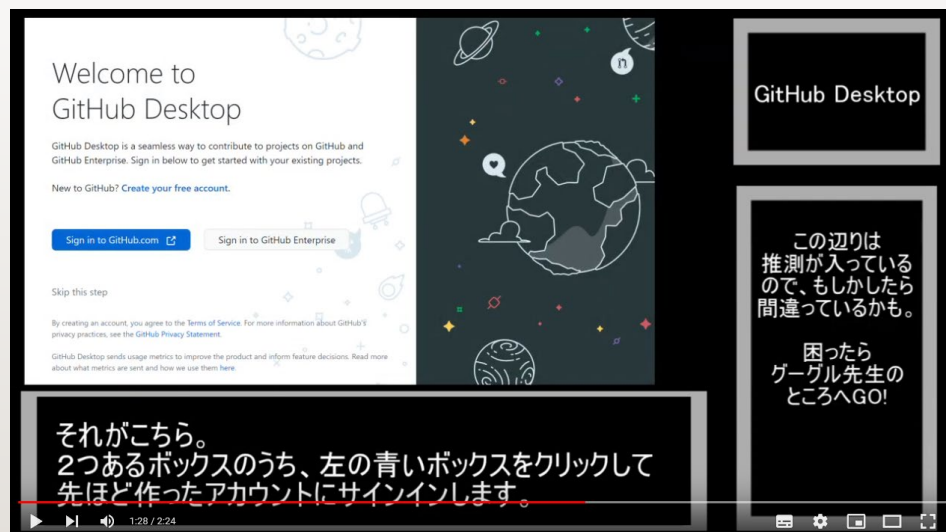 Welcome to
GitHub Desktop
GitHub Desktop is a seamless way to contribute to projects on GitHub and
GitHub Enterprise. Sign in below to get started with your existing projects.
New to GitHub? Create your free account.
Sign in to GitHub.com
Sign in to GitHub Enterprise
Skip this step
By creating an account, you agree to the Terms of Service. For more information about GitHub's
privacy practices, see the GitHub Privacy Statement.
GitHub Desktop sends usage metrics to improve the product and inform feature decisions. Read more
about what metrics are sent and how we use them here.
GitHub Desktop
この辺りは
推測が入っている
ので、もしかしたら
間違っているかも。
困ったら
グーグル先生の
ところへGO!
それがこちら。
2つあるボックスのうち、左の青いボックスをクリックして
先ほど作ったアカウントにサインインします。
1:28 / 2:24